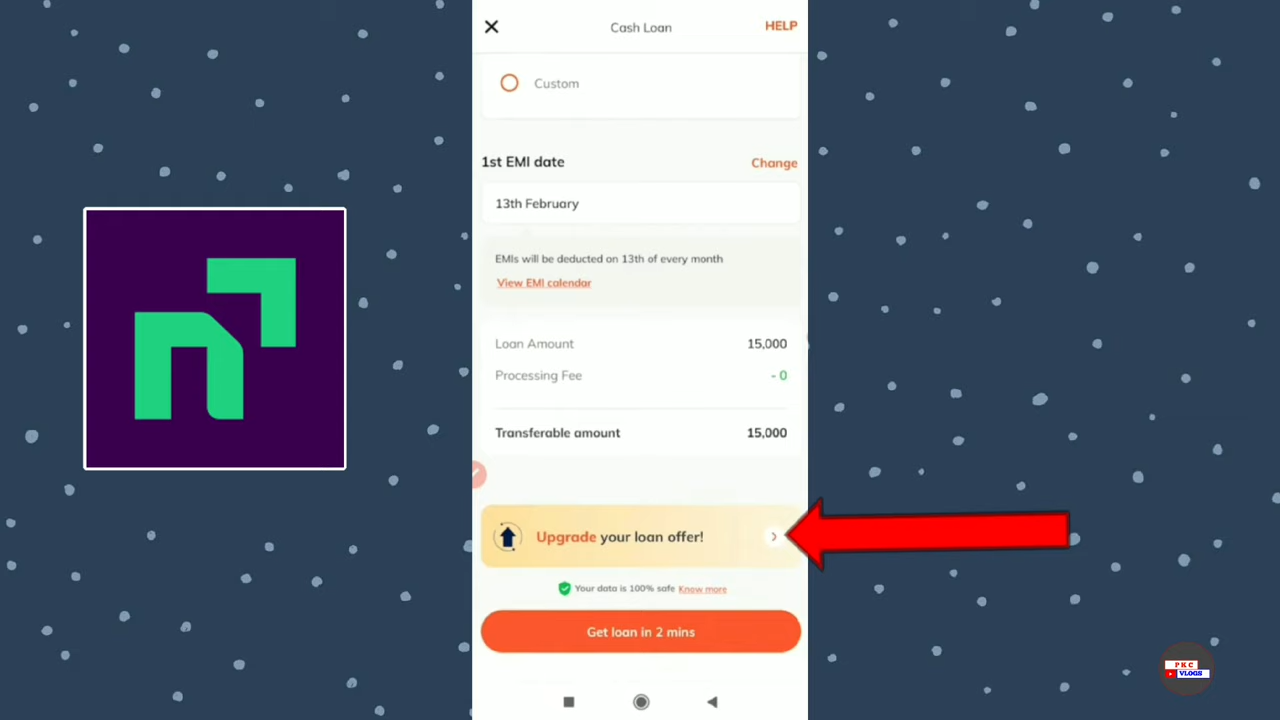 Cash Loan
HELP
Custom
1st EMI date
Change
13th February
EMIs will be deducted on 13th of every month
View EMI calendar
Loan Amount 15,000
Processing Fee - 0
Transferable amount 15,000
Upgrade your loan offer!
Your data is 100% safe Know more
Get loan in 2 mins
n
PKC
VLOGS